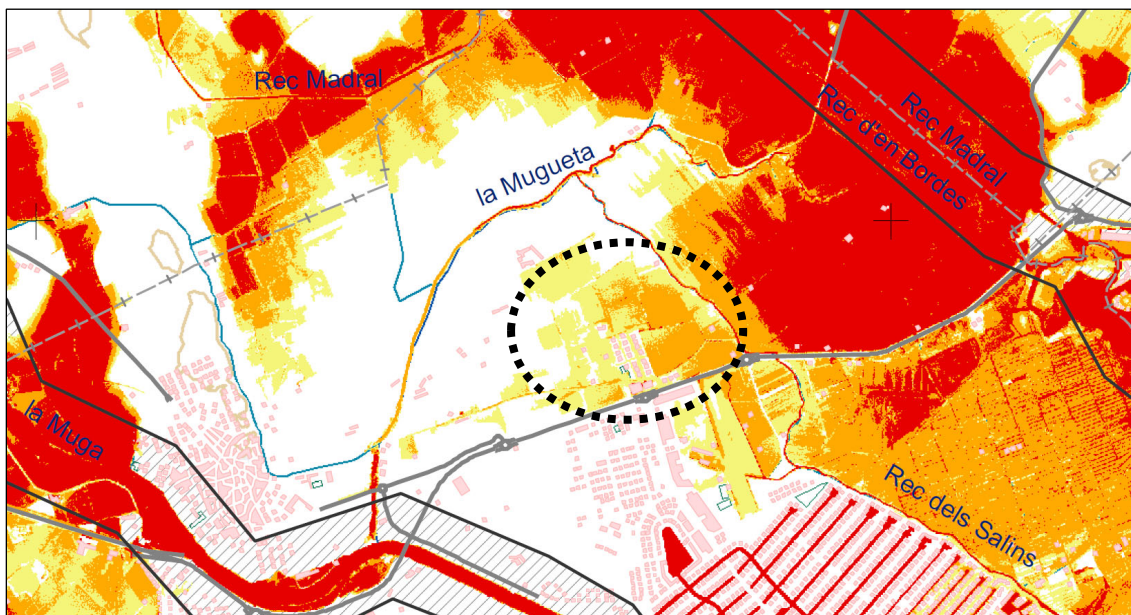 Rec Madral
la Mugueta
Rec Madral
Rec d'en Bordes
la Muga
Rec dels Salins